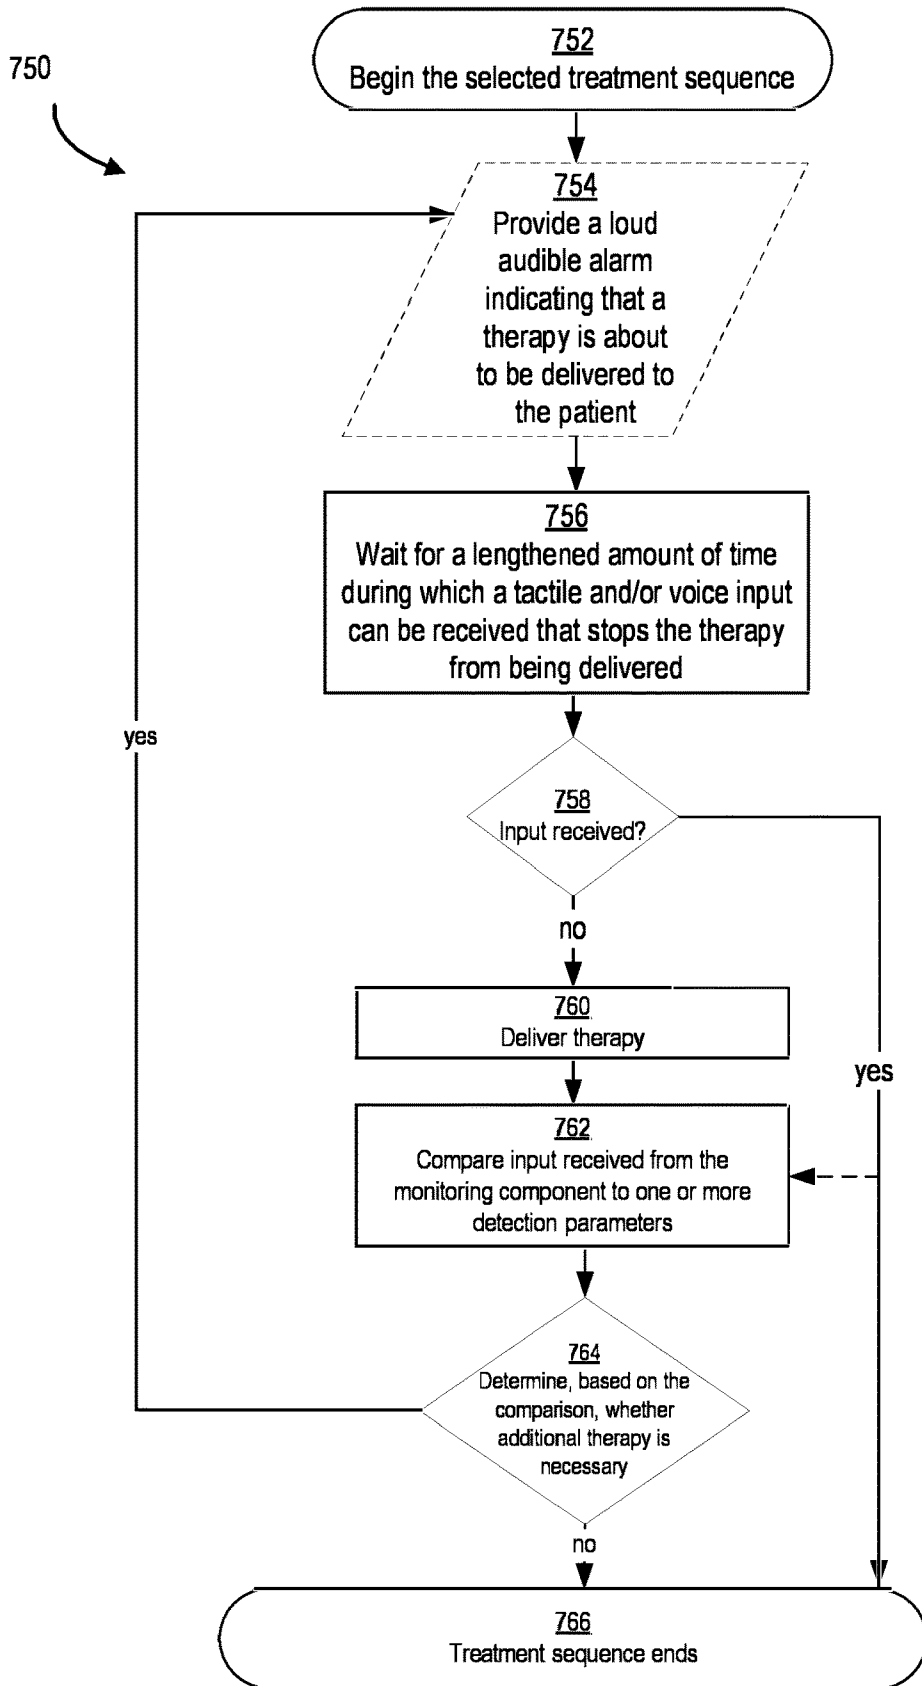 750
752
Begin the selected treatment sequence
754
Provide a loud
audible alarm
indicating that a
therapy is about
to be delivered to
the patient
756
Wait for a lengthened amount of time
during which a tactile and/or voice input
can be received that stops the therapy
from being delivered
yes
758
Input received?
no
760
Deliver therapy
yes
762
Compare input received from the
monitoring component to one or more
detection parameters
764
Determine, based on the
comparison, whether
additional therapy is
necessary
no
766
Treatment sequence ends